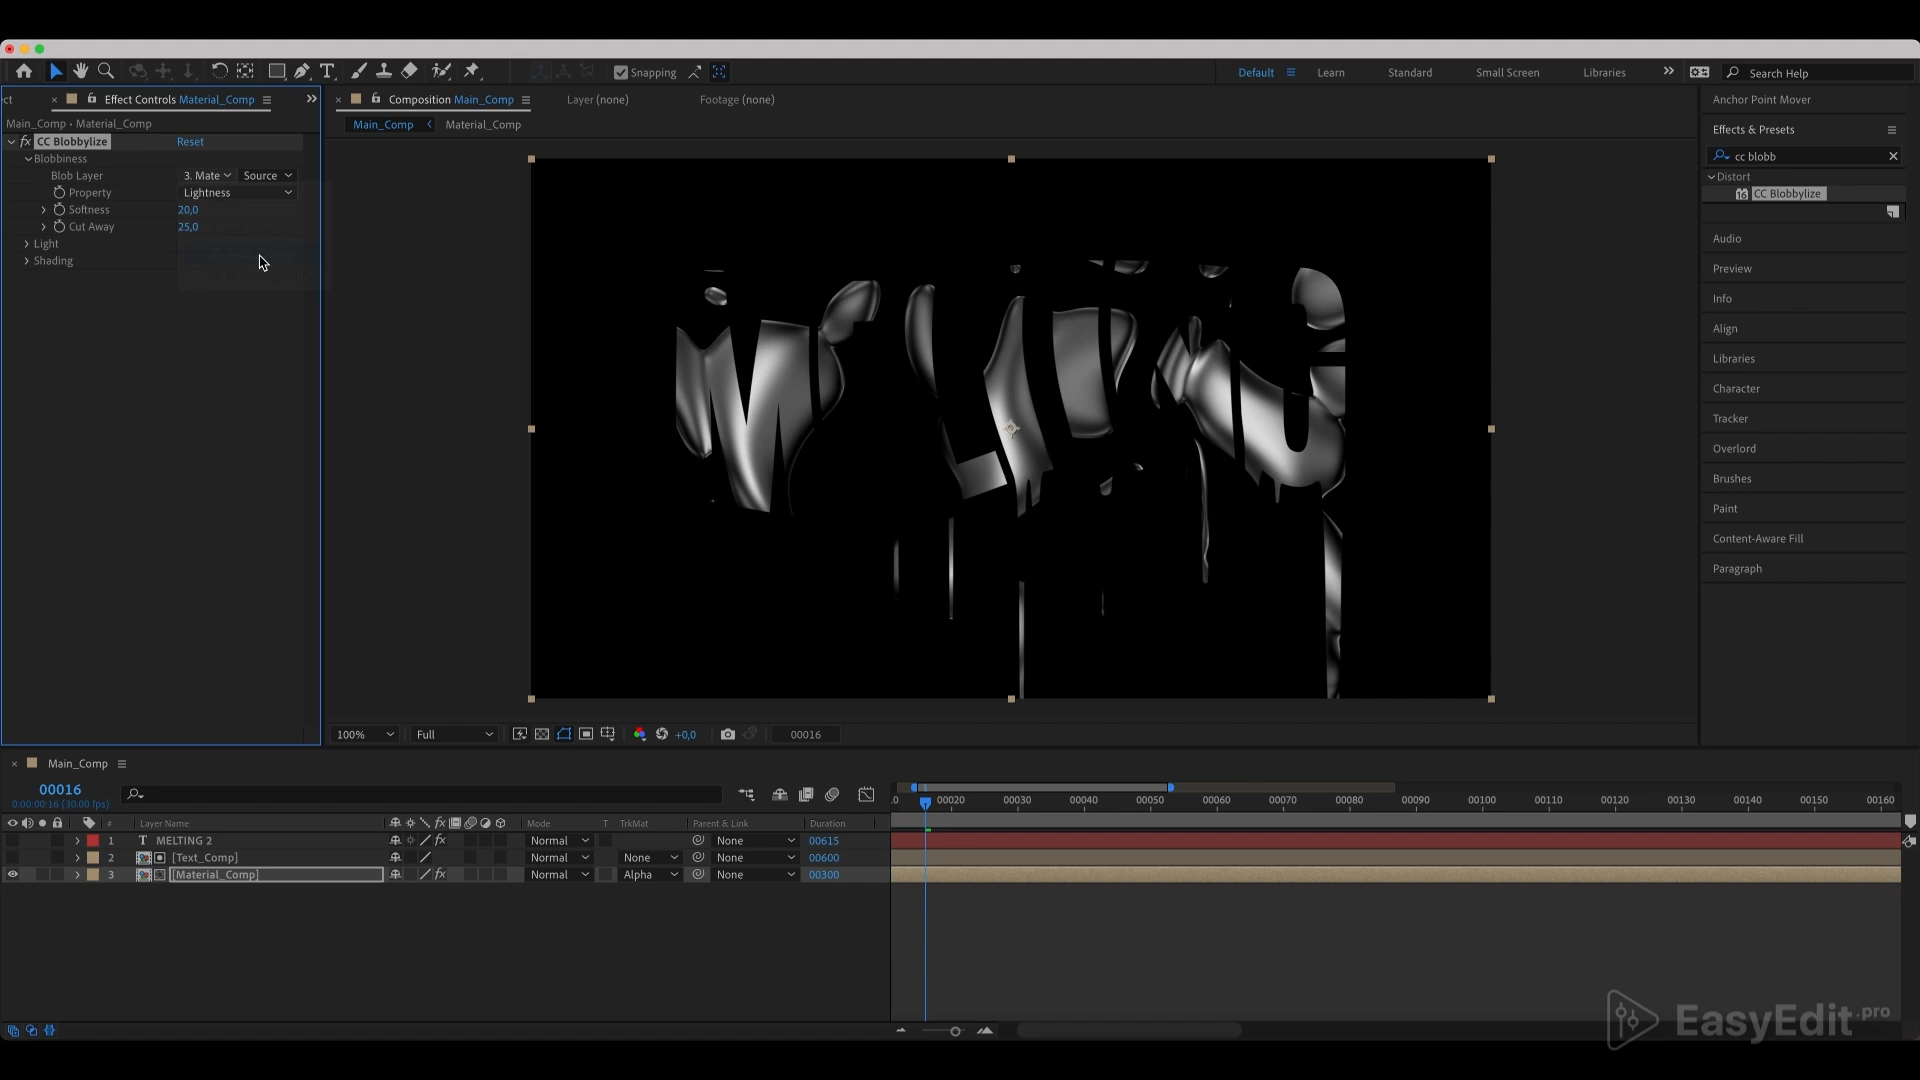 Snapping
Default
Learn
Standard
Small Screen
Libraries
Search Help
ct
Effect Controls Material_Comp
Composition Main_Comp
Layer (none)
Footage (none)
Anchor Point Mover
Main_Comp • Material_Comp
Main_Comp
Material_Comp
Effects & Presets
fx CC Blobbylize
Reset
Blobbiness
cc blobb
Blob Layer
3. Mate
Source
Distort
Property
Lightness
CC Blobbylize
Softness
20,0
Cut Away
25,0
Light
Shading
Audio
Preview
Info
Align
Libraries
Character
Tracker
Overlord
Brushes
Paint
Content-Aware Fill
Paragraph
100%
Full
+0,0
00016
Main_Comp
00016
0:00:00:16 (30.00 fps)
.0 00020 00030 00040 00050 00060 00070 00080 00090 00100 00110 00120 00130 00140 00150 00160
# Layer Name fx Mode T TrkMat Parent & Link Duration
1 T MELTING 2 fx Normal None 00615
2 [Text_Comp] Normal None None 00600
3 [Material_Comp] fx Normal Alpha None 00300
EasyEdit.pro